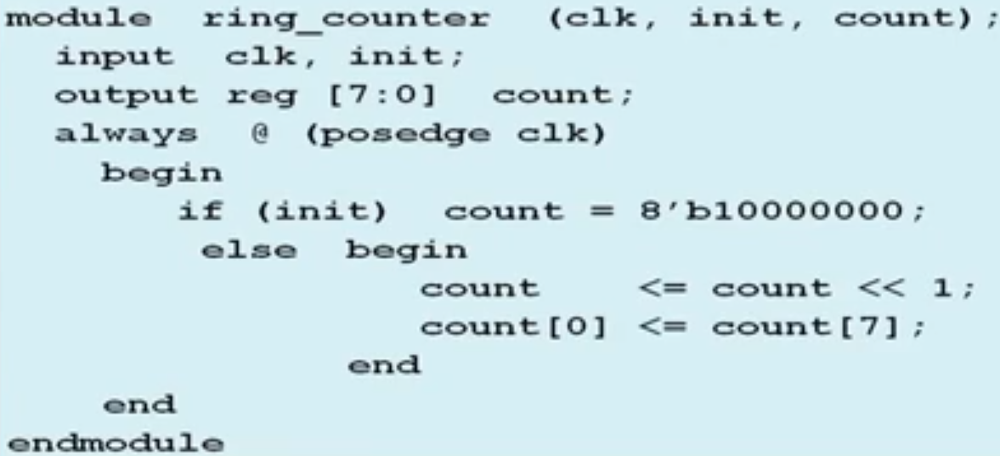 module ring_counter (clk, init, count);
input clk, init;
output reg [7:0] count;
always @ (posedge clk)
begin
if (init) count = 8'b10000000;
else begin
count <= count << 1;
count[0] <= count[7];
end
end
endmodule